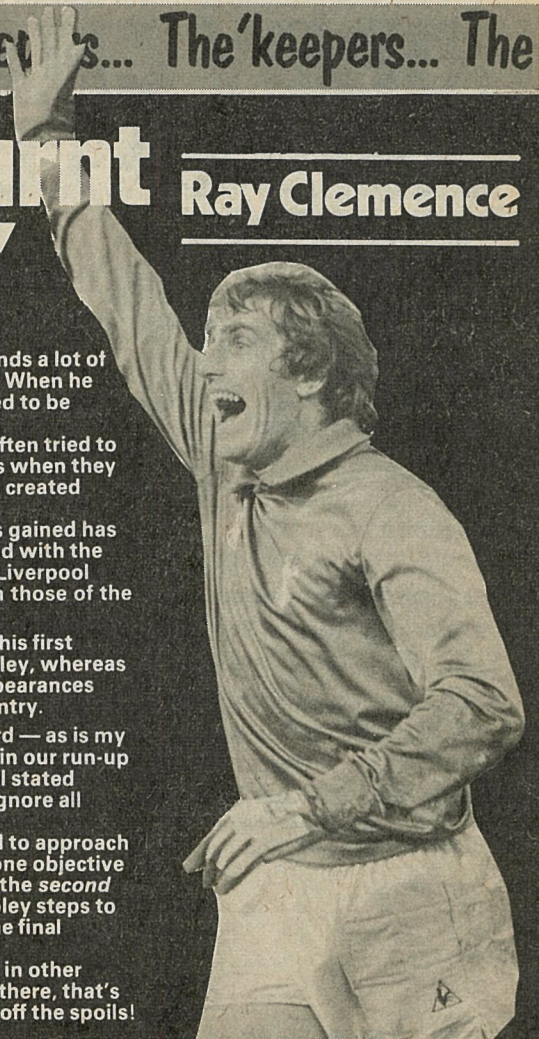 The 'keepers... The
Ray Clemence
nds a lot of
When he
ed to be
ften tried to
s when they
created
s gained has
d with the
Liverpool
n those of the
his first
ley, whereas
pearances
ntry.
rd — as is my
in our run-up
I stated
gnore all
d to approach
one objective
the second
bley steps to
e final
in other
there, that's
off the spoils!